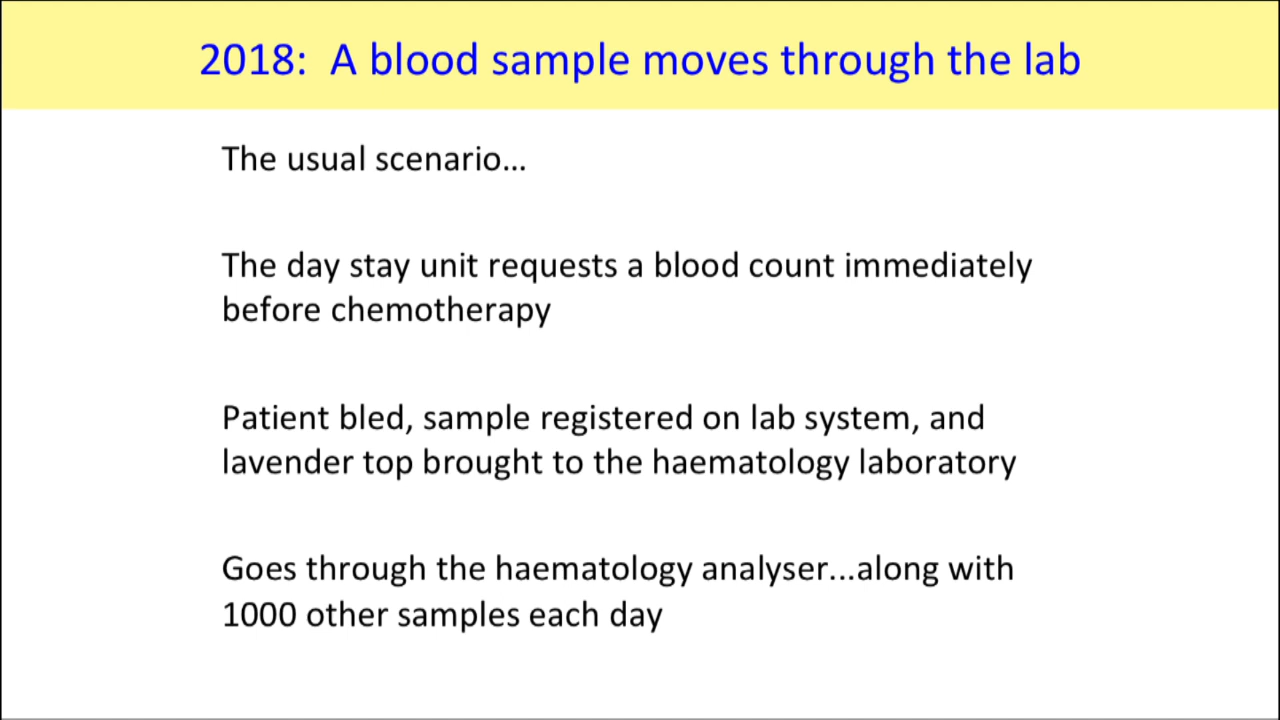 2018:  A blood sample moves through the lab
The usual scenario...
The day stay unit requests a blood count immediately
before chemotherapy
Patient bled, sample registered on lab system, and
lavender top brought to the haematology laboratory
Goes through the haematology analyser...along with
1000 other samples each day